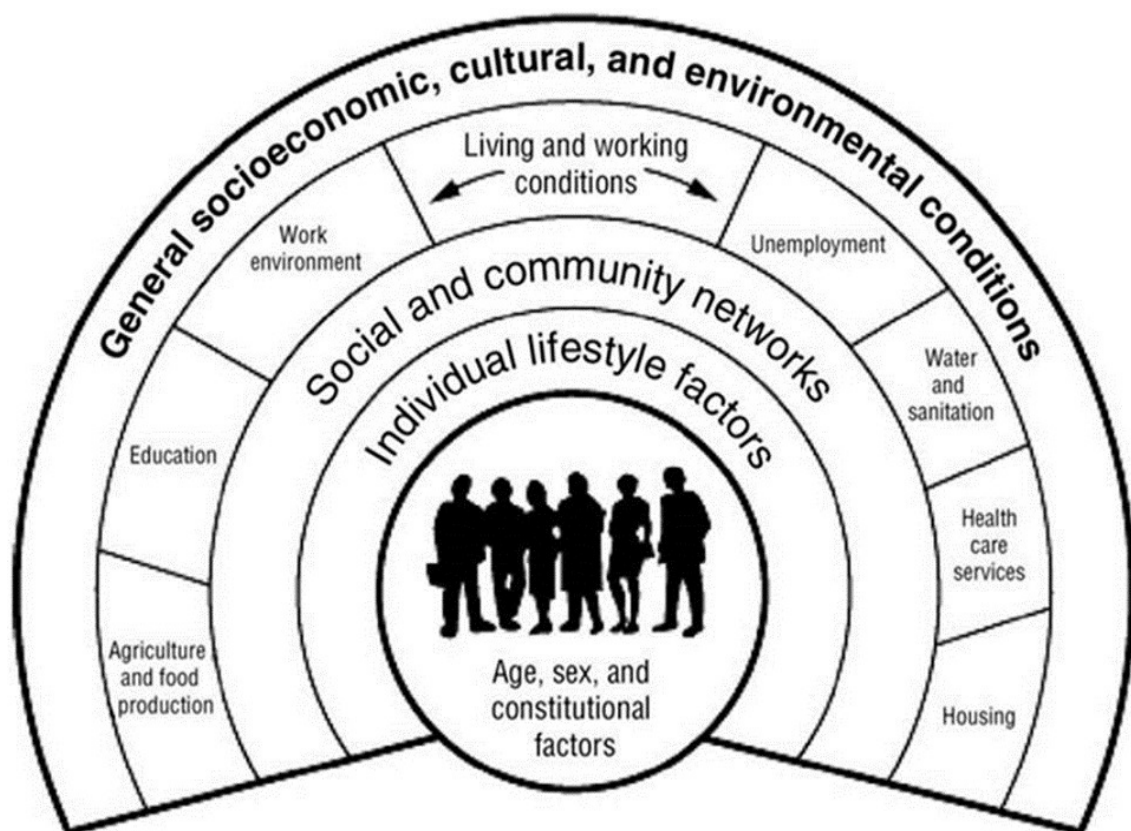 General socioeconomic, cultural, and environmental conditions
Living and working
conditions
Work
environment
Unemployment
Education
Water
and
sanitation
Agriculture
and food
production
Health
care
services
Housing
Social and community networks
Individual lifestyle factors
Age, sex, and
constitutional
factors